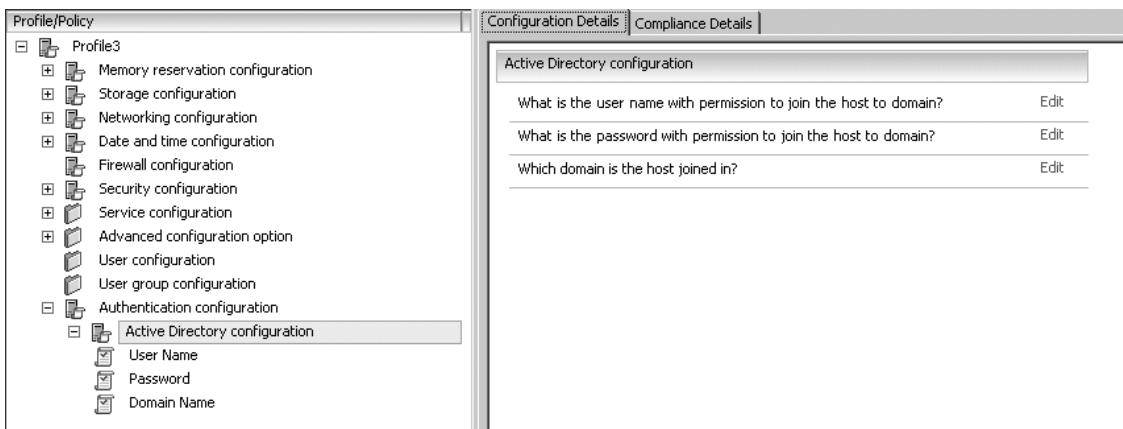 Profile/Policy
Profile3
Memory reservation configuration
Storage configuration
Networking configuration
Date and time configuration
Firewall configuration
Security configuration
Service configuration
Advanced configuration option
User configuration
User group configuration
Authentication configuration
Active Directory configuration
User Name
Password
Domain Name
Configuration Details
Compliance Details
Active Directory configuration
What is the user name with permission to join the host to domain? Edit
What is the password with permission to join the host to domain? Edit
Which domain is the host joined in? Edit